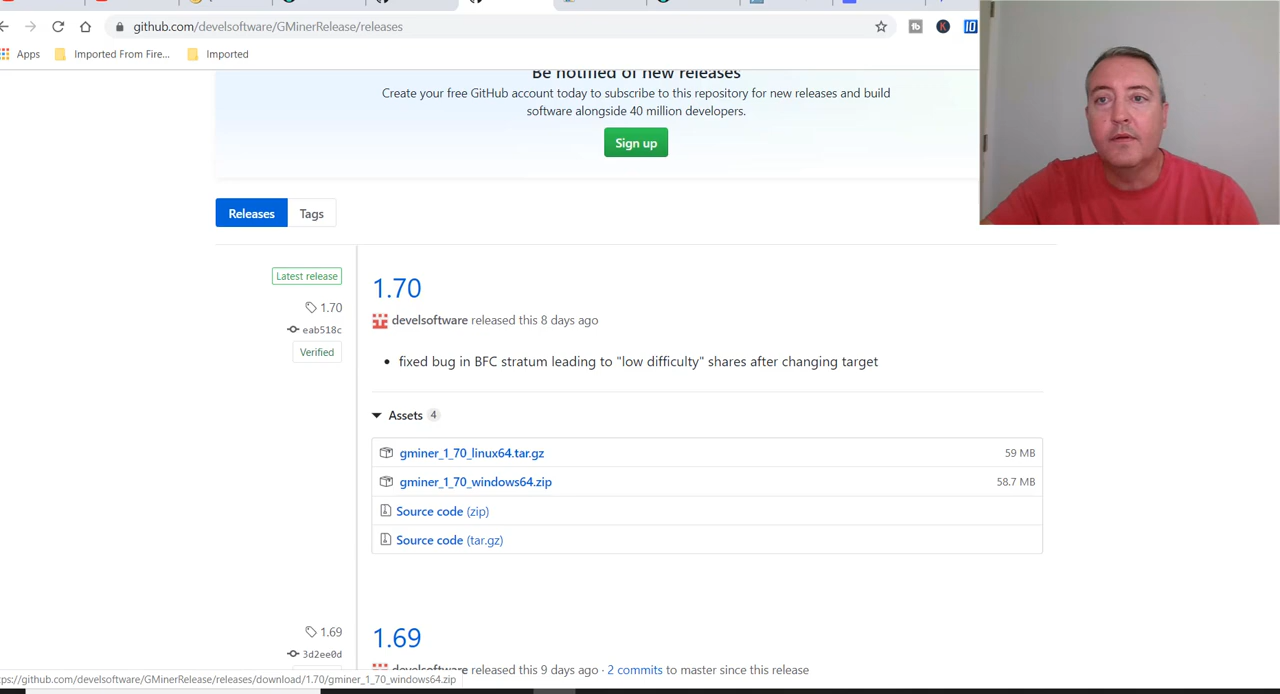 github.com/develsoftware/GMinerRelease/releases
Apps
Imported From Fire...
Imported
Be notified of new releases
Create your free GitHub account today to subscribe to this repository for new releases and build
software alongside 40 million developers.
Sign up
Releases
Tags
Latest release
1.70
eab518c
Verified
1.70
develsoftware released this 8 days ago
fixed bug in BFC stratum leading to "low difficulty" shares after changing target
Assets 4
gminer_1_70_linux64.tar.gz 59 MB
gminer_1_70_windows64.zip 58.7 MB
Source code (zip)
Source code (tar.gz)
1.69
3d2ee0d
1.69
develsoftware released this 9 days ago · 2 commits to master since this release
ps://github.com/develsoftware/GMinerRelease/releases/download/1.70/gminer_1_70_windows64.zip